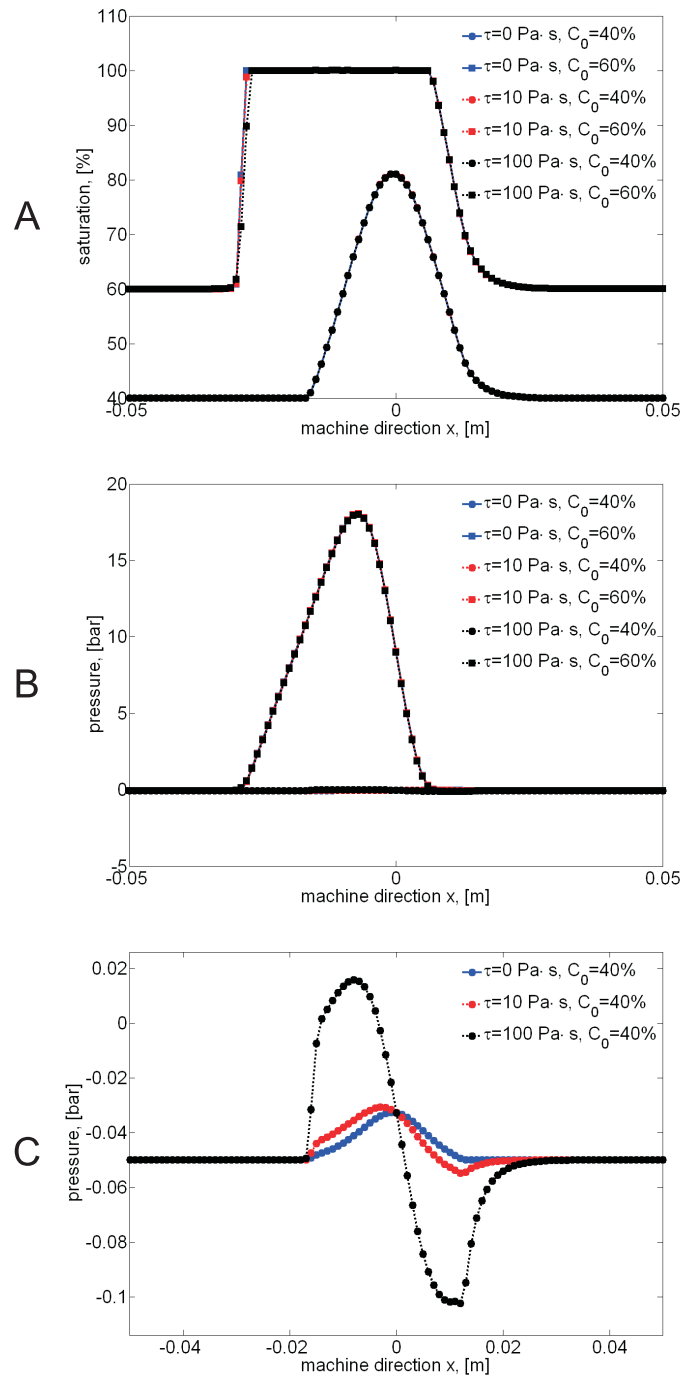 A
110
100
90
80
70
60
50
40
saturation, [%]
-0.05
0
0.05
machine direction x, [m]
τ=0 Pa· s, C₀=40%
τ=0 Pa· s, C₀=60%
τ=10 Pa· s, C₀=40%
τ=10 Pa· s, C₀=60%
τ=100 Pa· s, C₀=40%
τ=100 Pa· s, C₀=60%
B
20
15
10
5
0
-5
pressure, [bar]
-0.05
0
0.05
machine direction x, [m]
τ=0 Pa· s, C₀=40%
τ=0 Pa· s, C₀=60%
τ=10 Pa· s, C₀=40%
τ=10 Pa· s, C₀=60%
τ=100 Pa· s, C₀=40%
τ=100 Pa· s, C₀=60%
C
0.02
0
-0.02
-0.04
-0.06
-0.08
-0.1
pressure, [bar]
-0.04
-0.02
0
0.02
0.04
machine direction x, [m]
τ=0 Pa· s, C₀=40%
τ=10 Pa· s, C₀=40%
τ=100 Pa· s, C₀=40%